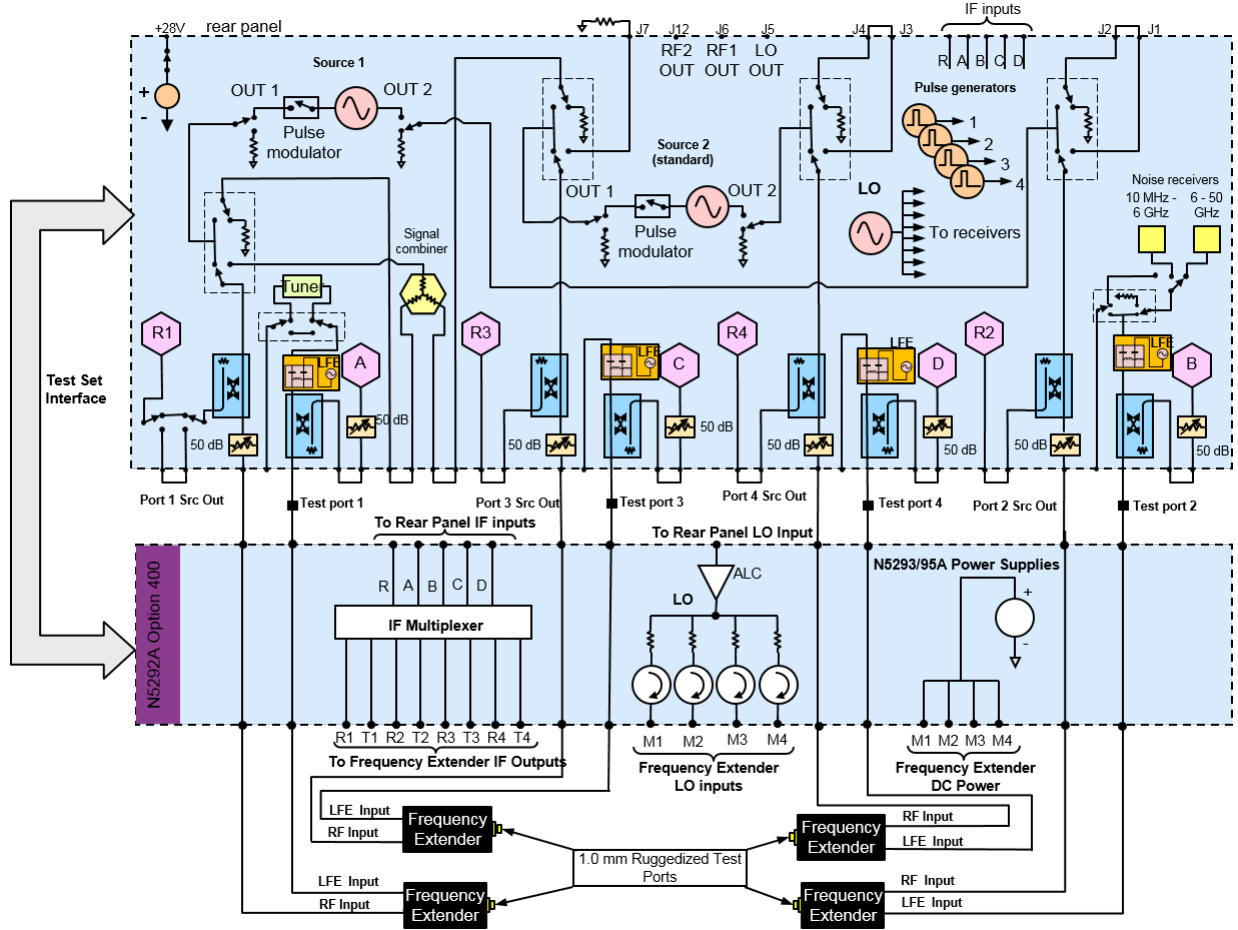 +28V
rear panel
J7
J12
J6
J5
J4
J3
IF inputs
J2
J1
RF2
OUT
RF1
OUT
LO
OUT
R
A
B
C
D
Source 1
+
-
OUT 1
OUT 2
Pulse
modulator
Pulse generators
1
2
3
4
Source 2
(standard)
OUT 1
OUT 2
Pulse
modulator
LO
To receivers
Noise receivers
10 MHz -
6 GHz
6 - 50
GHz
Signal
combiner
Tuner
R1
LFE
A
R3
LFE
C
R4
LFE
D
R2
LFE
B
Test Set
Interface
50 dB
50 dB
50 dB
50 dB
50 dB
50 dB
50 dB
50 dB
Port 1 Src Out
Test port 1
Port 3 Src Out
Test port 3
Port 4 Src Out
Test port 4
Port 2 Src Out
Test port 2
To Rear Panel IF inputs
To Rear Panel LO Input
N5292A Option 400
R
A
B
C
D
IF Multiplexer
ALC
LO
N5293/95A Power Supplies
+
-
R1
T1
R2
T2
R3
T3
R4
T4
To Frequency Extender IF Outputs
M1
M2
M3
M4
Frequency Extender
LO inputs
M1
M2
M3
M4
Frequency Extender
DC Power
LFE Input
RF Input
Frequency
Extender
Frequency
Extender
RF Input
LFE Input
1.0 mm Ruggedized Test
Ports
LFE Input
RF Input
Frequency
Extender
Frequency
Extender
RF Input
LFE Input